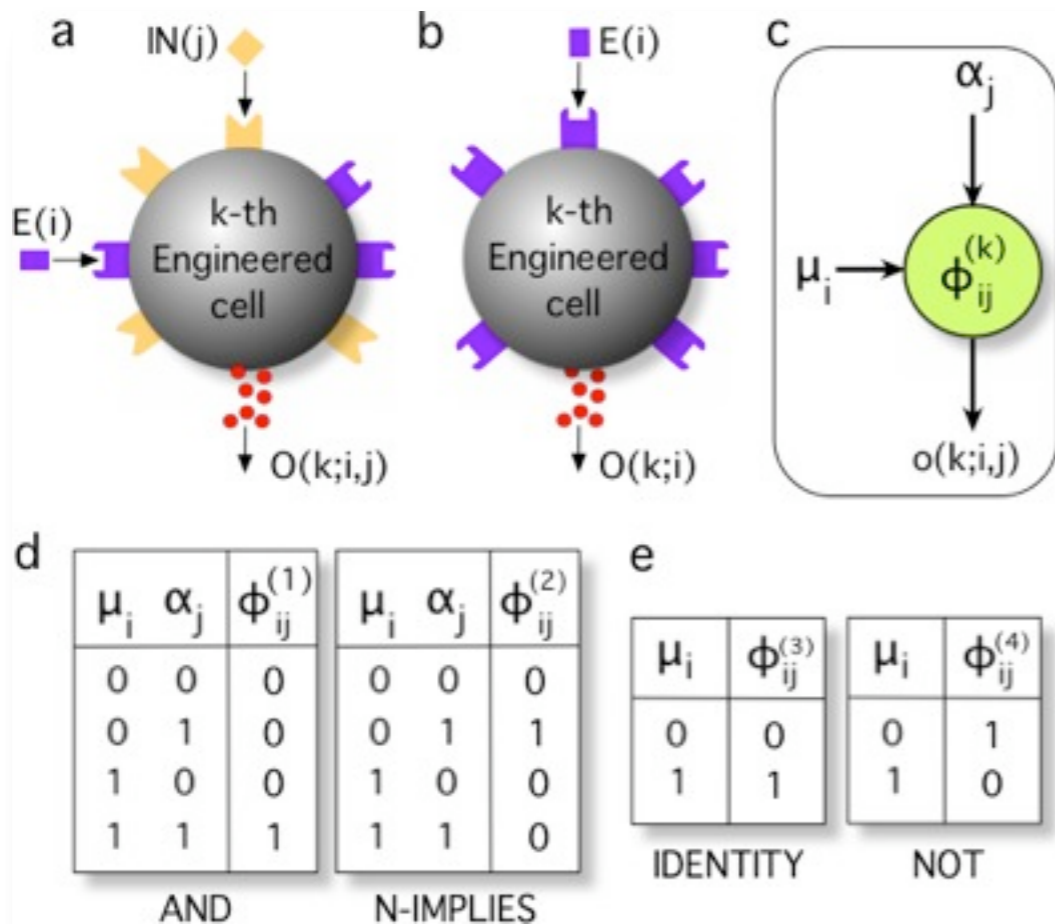 a
IN(j)
E(i)
k-th
Engineered
cell
O(k;i,j)
b
E(i)
k-th
Engineered
cell
O(k;i)
c
αj
μi
ϕij(k)
o(k;i,j)
d
μi αj ϕij(1)
0 0 0
0 1 0
1 0 0
1 1 1
AND
μi αj ϕij(2)
0 0 0
0 1 1
1 0 0
1 1 0
N-IMPLIES
e
μi ϕij(3)
0 0
1 1
IDENTITY
μi ϕij(4)
0 1
1 0
NOT